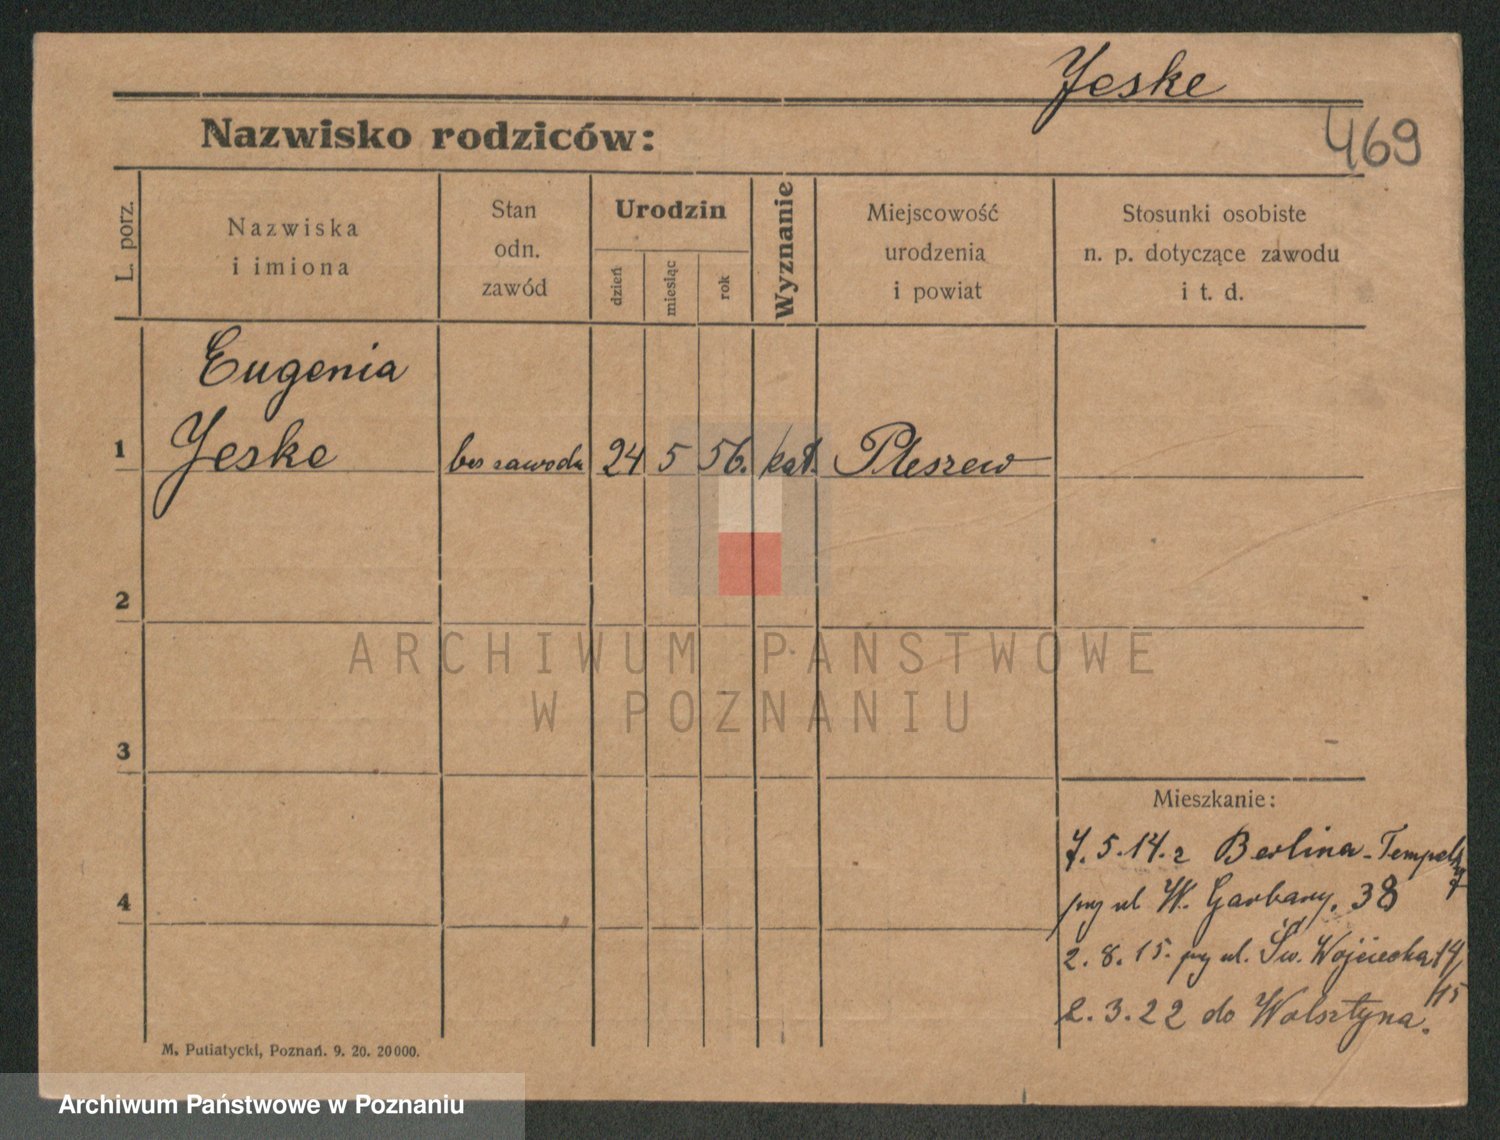 Jeske
469
Nazwisko rodziców:
L. porz.
Nazwiska
i imiona
Stan
odn.
zawód
Urodzin
dzień
miesiąc
rok
Wyznanie
Miejscowość
urodzenia
i powiat
Stosunki osobiste
n. p. dotyczące zawodu
i t. d.
Eugenia
1 Jeske bez zawodu 24 5 56. kat. Pleszew
2
ARCHIWUM PAŃSTWOWE
W POZNANIU
3
Mieszkanie:
7.5.14. z Berlina-Tempelhof
przy ul W. Garbary, 38
4
2. 8. 15. przy ul. Św. Wojciecha 14/15
2. 3. 22 do Wolsztyna.
M. Putiatycki, Poznań. 9. 20. 20000.
Archiwum Państwowe w Poznaniu